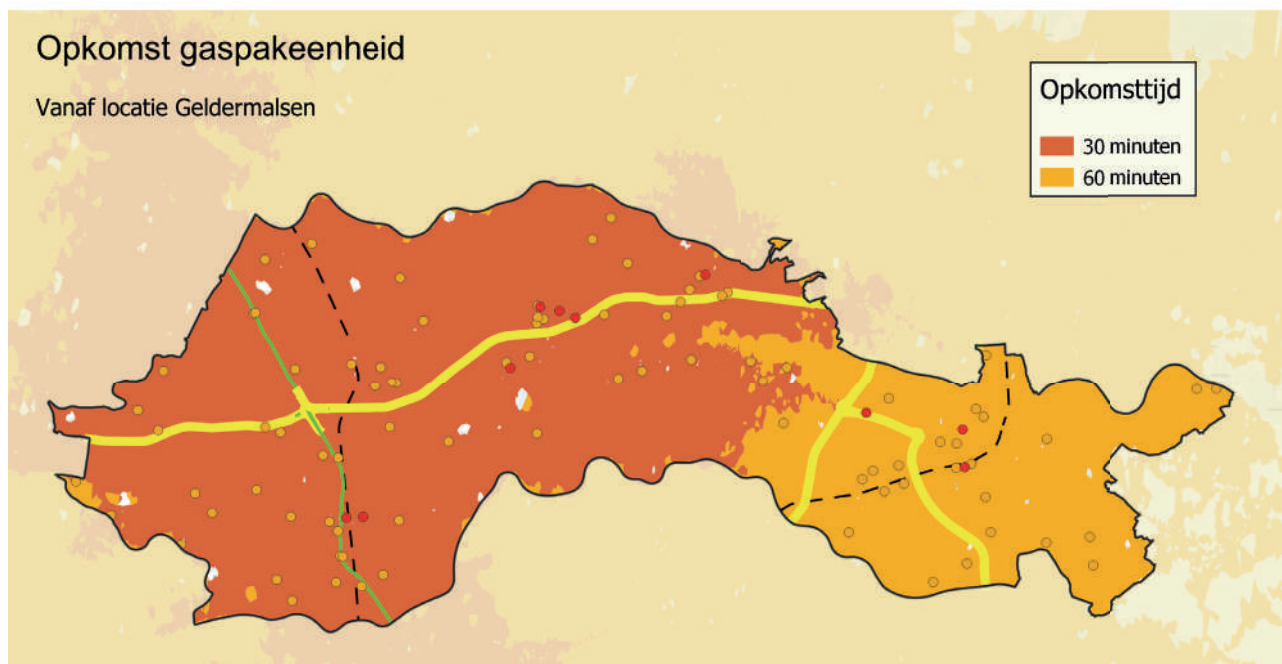 Opkomst gaspakeenheid
Vanaf locatie Geldermalsen
Opkomsttijd
30 minuten
60 minuten